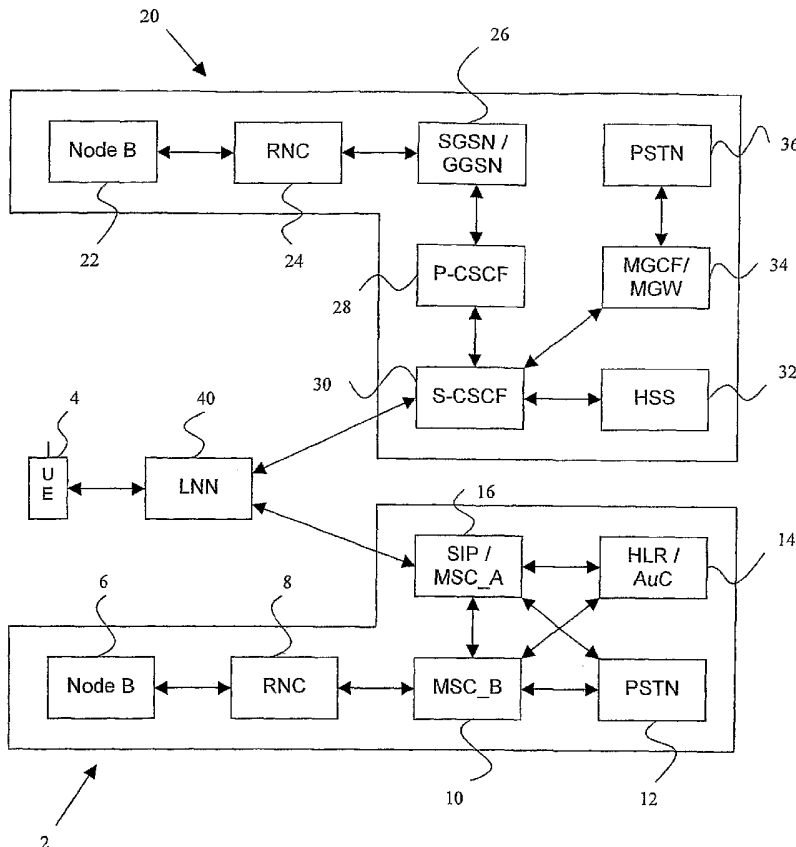 20
26
Node B
RNC
SGSN /
GGSN
PSTN
36
22
24
P-CSCF
28
MGCF/
MGW
34
30
S-CSCF
HSS
32
4
40
U
E
LNN
16
SIP /
MSC_A
HLR /
AuC
14
6
8
Node B
RNC
MSC_B
PSTN
10
12
2